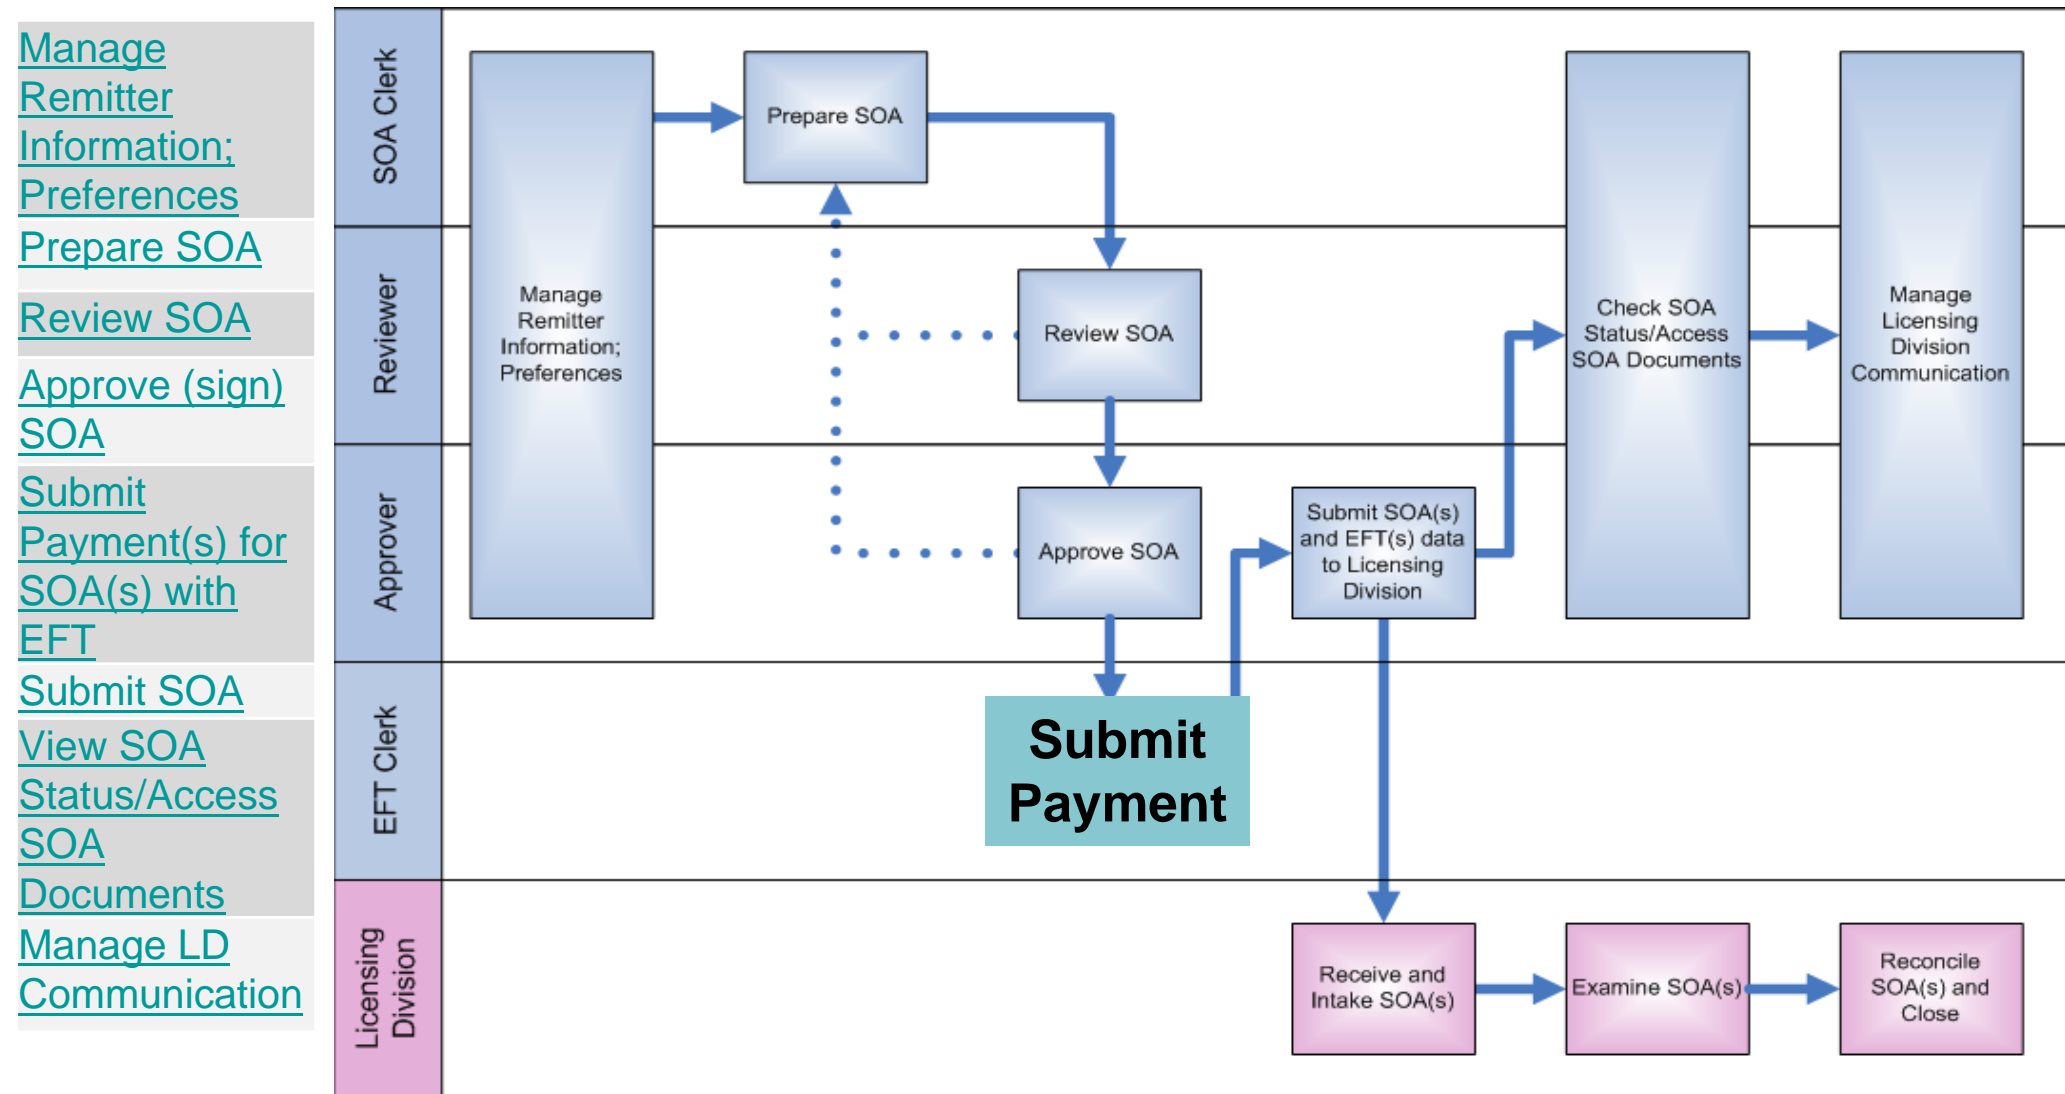 Manage
Remitter
Information;
Preferences
Prepare SOA
Review SOA
Approve (sign)
SOA
Submit
Payment(s) for
SOA(s) with
EFT
Submit SOA
View SOA
Status/Access
SOA
Documents
Manage LD
Communication
SOA Clerk
Reviewer
Approver
EFT Clerk
Licensing
Division
Manage
Remitter
Information;
Preferences
Prepare SOA
Review SOA
Approve SOA
Submit
Payment
Submit SOA(s)
and EFT(s) data
to Licensing
Division
Check SOA
Status/Access
SOA Documents
Manage
Licensing
Division
Communication
Receive and
Intake SOA(s)
Examine SOA(s)
Reconcile
SOA(s) and
Close